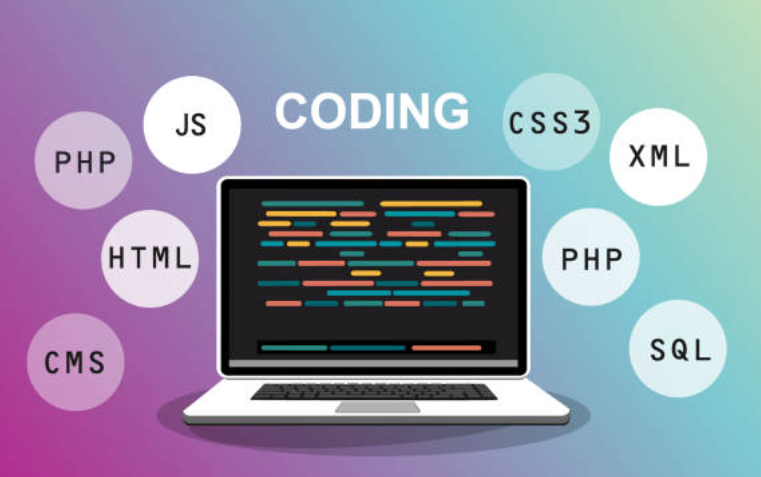 CODING
JS
PHP
HTML
CMS
CSS3
XML
PHP
SQL